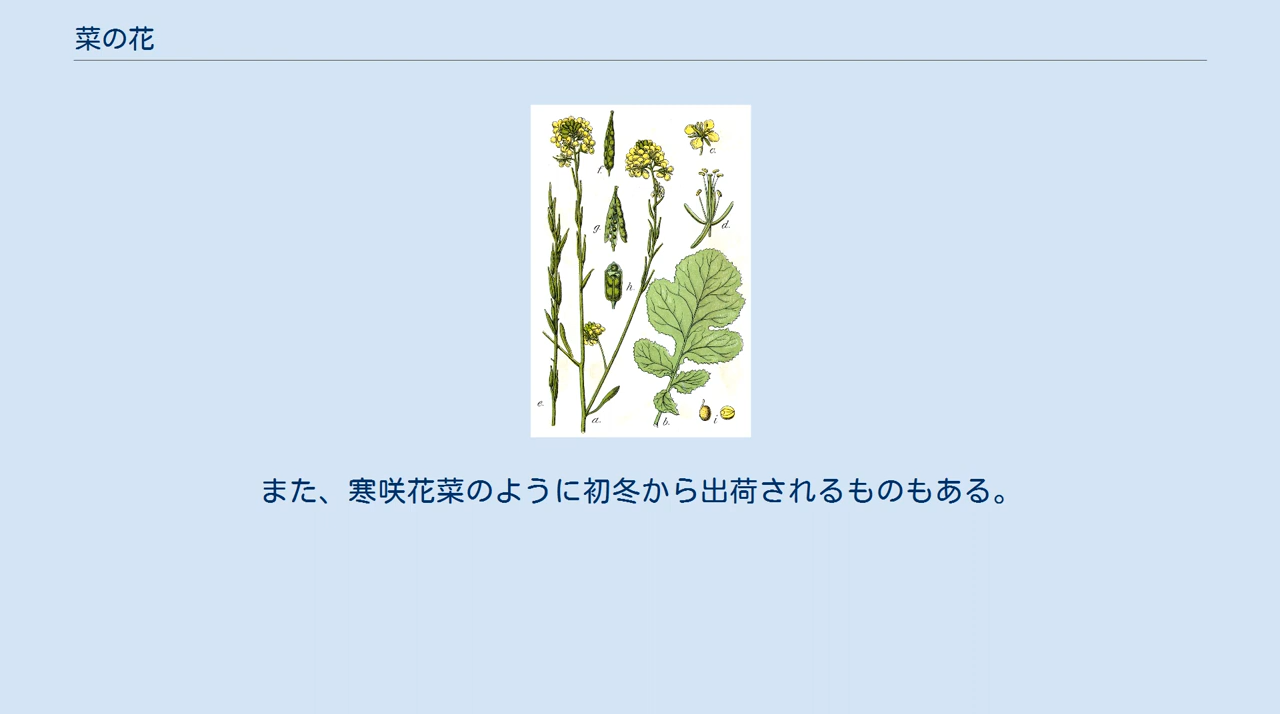 菜の花
f.
c.
g.
d.
h.
e.
a.
b.
i
また、寒咲花菜のように初冬から出荷されるものもある。